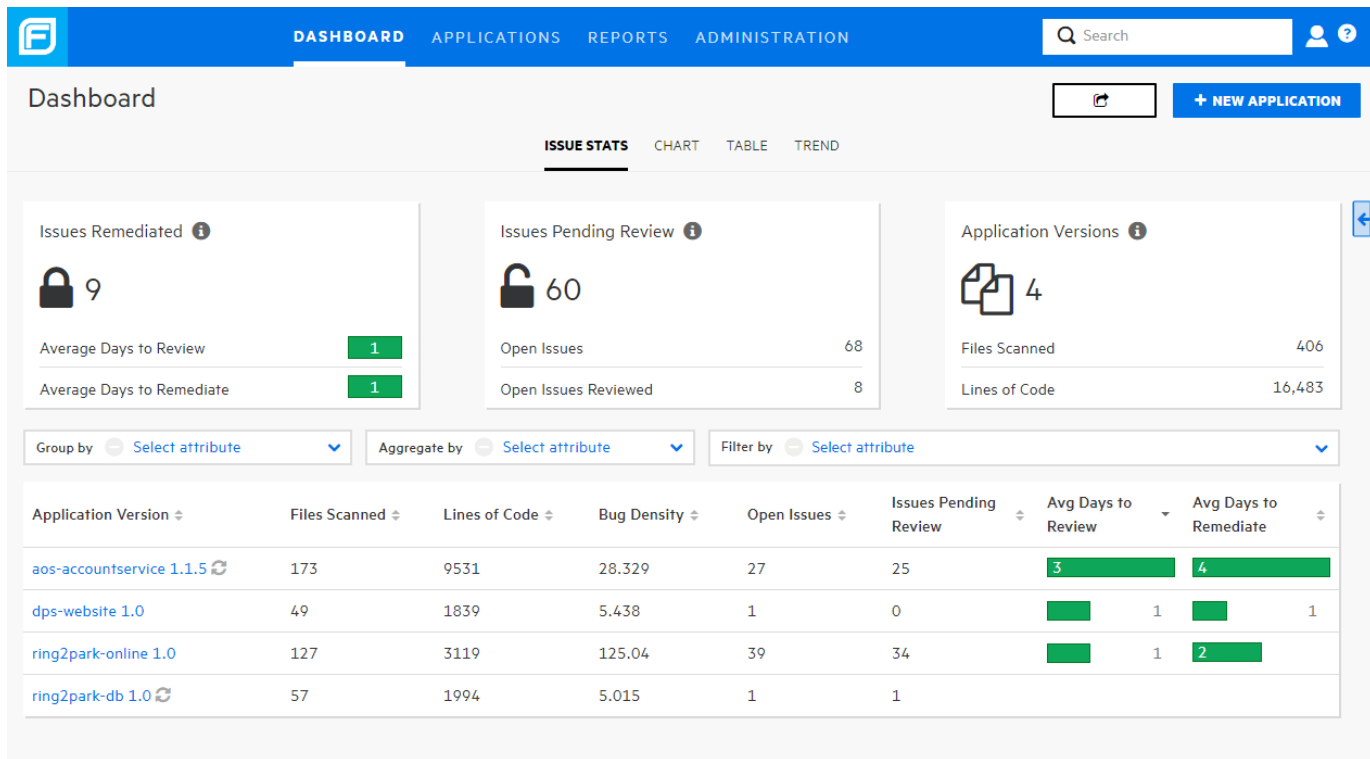 DASHBOARD APPLICATIONS REPORTS ADMINISTRATION Search
Dashboard
+ NEW APPLICATION
ISSUE STATS CHART TABLE TREND
Issues Remediated
9
Average Days to Review 1
Average Days to Remediate 1
Issues Pending Review
60
Open Issues 68
Open Issues Reviewed 8
Application Versions
4
Files Scanned 406
Lines of Code 16,483
Group by Select attribute Aggregate by Select attribute Filter by Select attribute
Application Version Files Scanned Lines of Code Bug Density Open Issues Issues Pending Review Avg Days to Review Avg Days to Remediate
aos-accountservice 1.1.5 173 9531 28.329 27 25 3 4
dps-website 1.0 49 1839 5.438 1 0 1 1
ring2park-online 1.0 127 3119 125.04 39 34 1 2
ring2park-db 1.0 57 1994 5.015 1 1